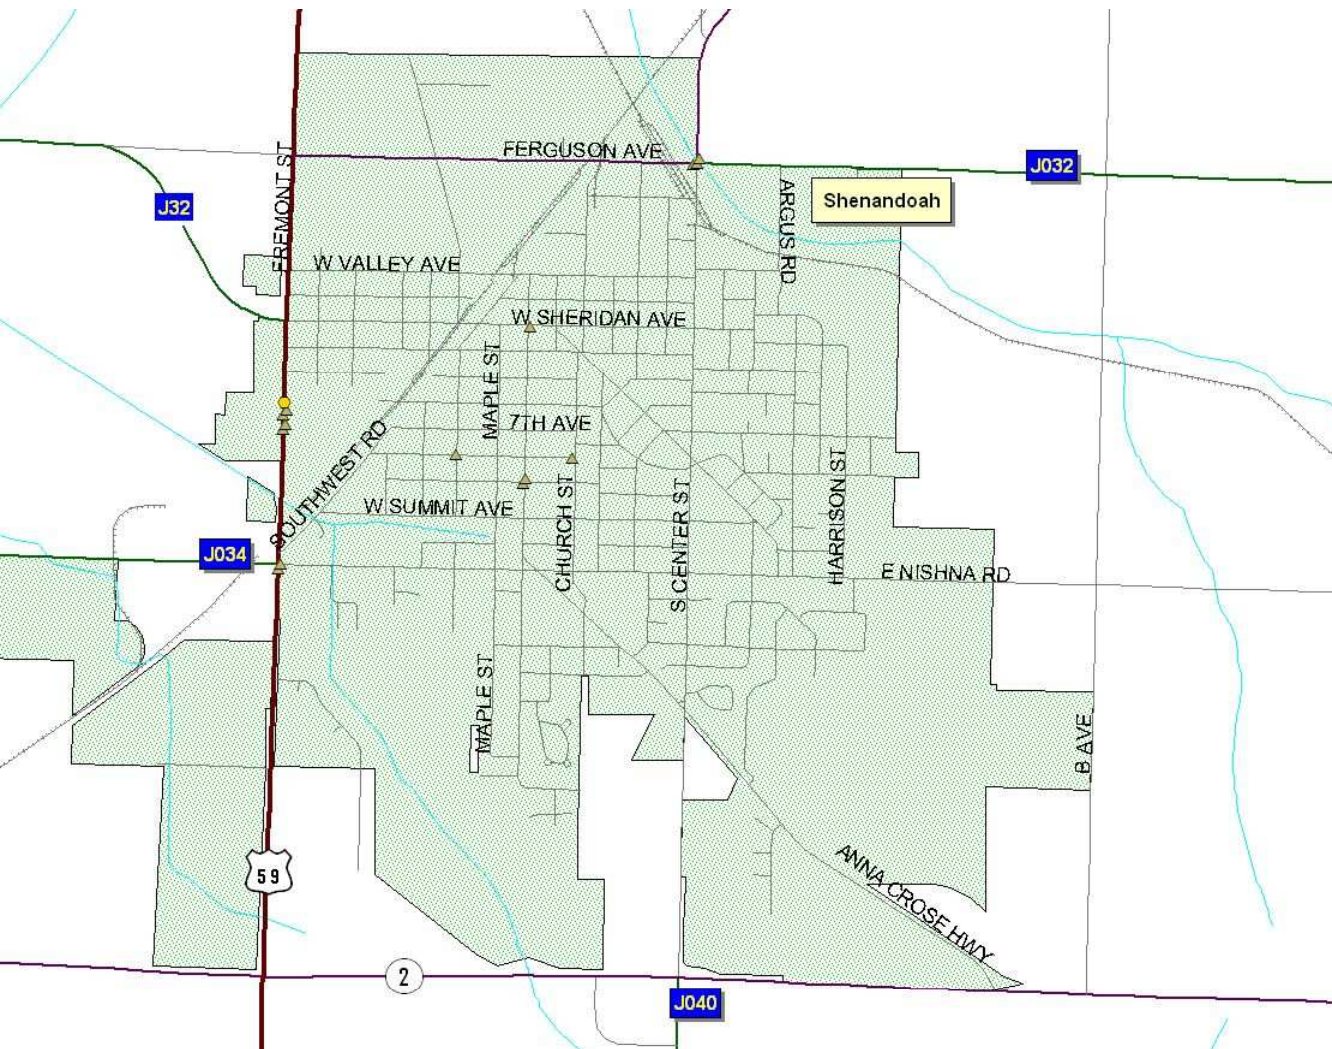 FERGUSON AVE
J032
FREMONT ST
J32
ARGUS RD
Shenandoah
W VALLEY AVE
W SHERIDAN AVE
MAPLE ST
7TH AVE
SOUTHWEST RD
W SUMMIT AVE
CHURCH ST
S CENTER ST
HARRISON ST
J034
E NISHNA RD
MAPLE ST
B AVE
59
ANNA CROSE HWY
2
J040